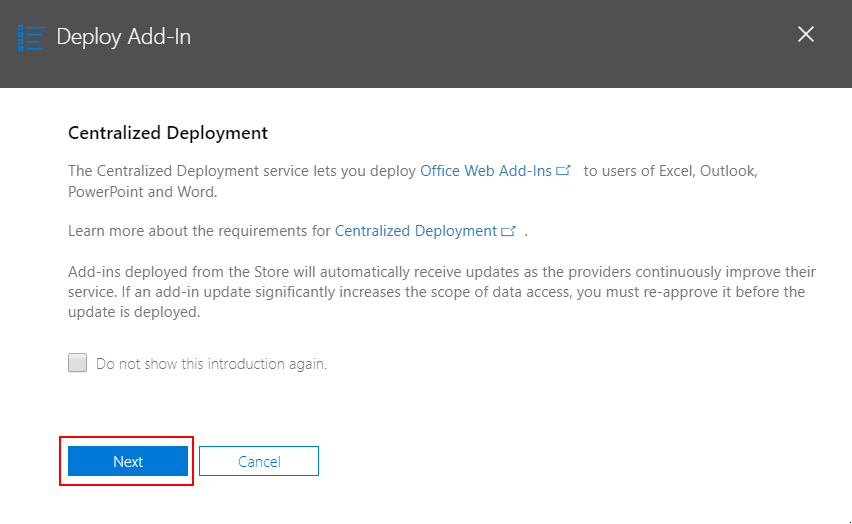 Deploy Add-In
Centralized Deployment
The Centralized Deployment service lets you deploy Office Web Add-Ins to users of Excel, Outlook,
PowerPoint and Word.
Learn more about the requirements for Centralized Deployment .
Add-ins deployed from the Store will automatically receive updates as the providers continuously improve their
service. If an add-in update significantly increases the scope of data access, you must re-approve it before the
update is deployed.
Do not show this introduction again.
Next
Cancel